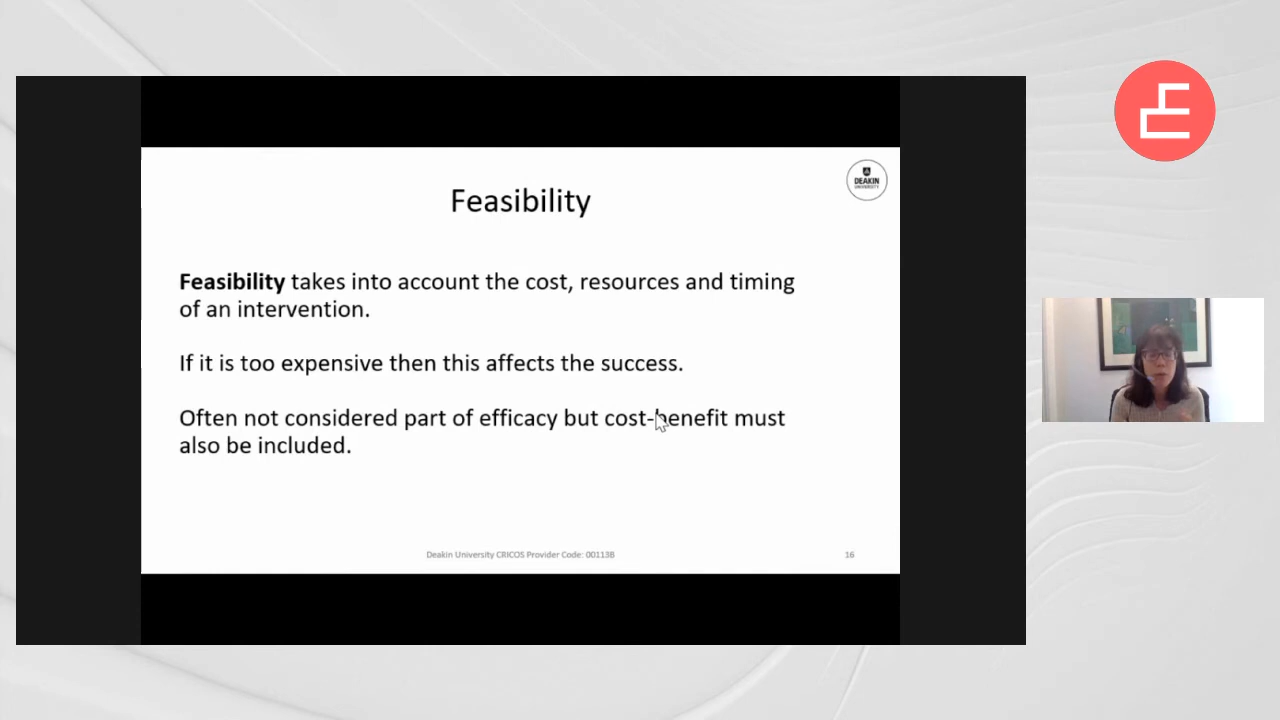 Feasibility
DEAKIN
UNIVERSITY
Feasibility takes into account the cost, resources and timing
of an intervention.
If it is too expensive then this affects the success.
Often not considered part of efficacy but cost-benefit must
also be included.
Deakin University CRICOS Provider Code: 00113B
16